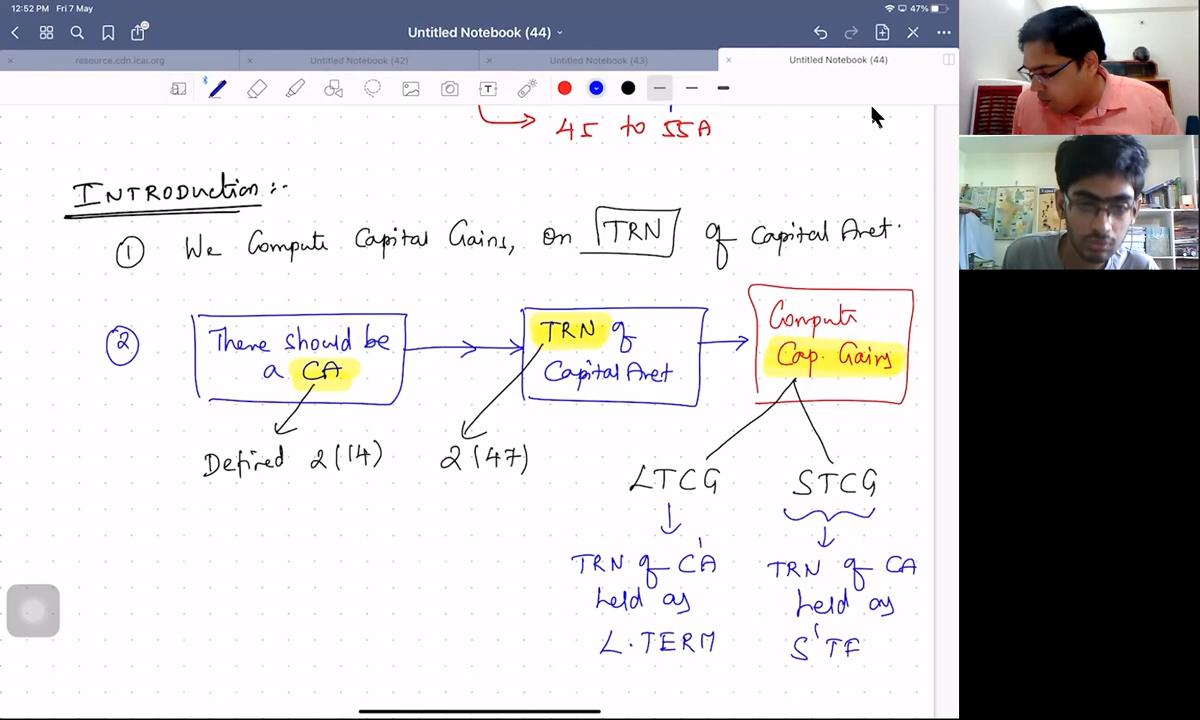 12:52 PM Fri 7 May
47%
Untitled Notebook (44)
resource.cdn.icai.org
Untitled Notebook (42)
Untitled Notebook (43)
Untitled Notebook (44)
45 to 55A
INTRODUCTION :-
① We Compute Capital Gains, on TRN of Capital Asset.
②
There should be
a CA
TRN of
Capital Asset
Compute
Cap. Gains
Defined 2(14)
2(47)
LTCG
STCG
TRN of CA
held as
L.TERM
TRN of CA
held as
S'TE